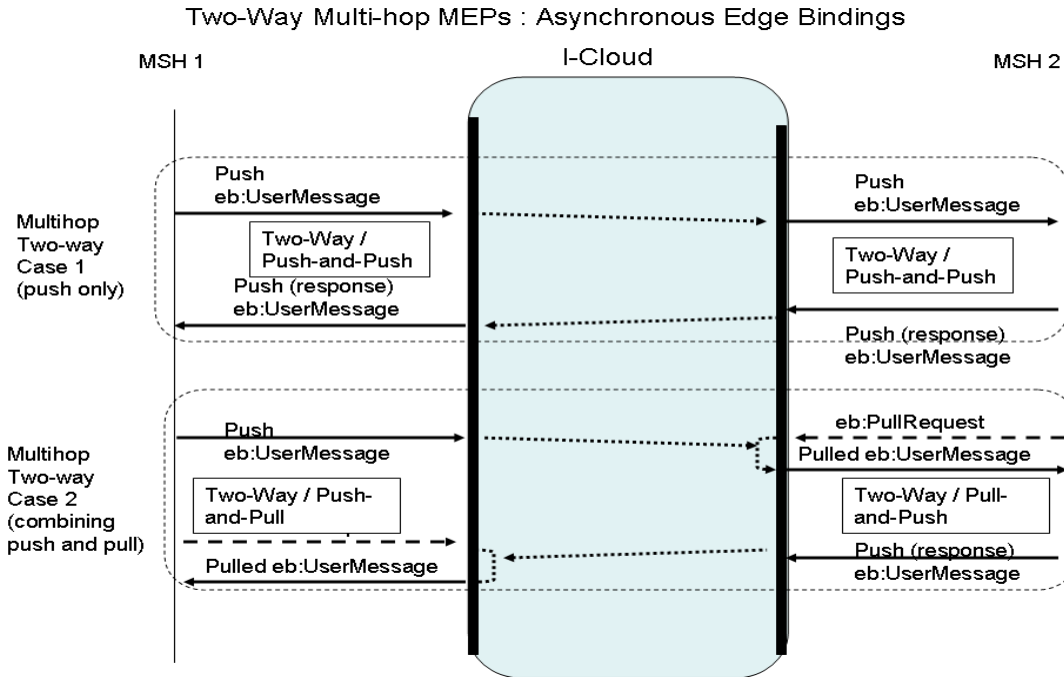 Two-Way Multi-hop MEPs : Asynchronous Edge Bindings
MSH 1
I-Cloud
MSH 2
Multihop
Two-way
Case 1
(push only)
Push
eb:UserMessage
Two-Way /
Push-and-Push
Push (response)
eb:UserMessage
Push
eb:UserMessage
Two-Way /
Push-and-Push
Push (response)
eb:UserMessage
Multihop
Two-way
Case 2
(combining
push and pull)
Push
eb:UserMessage
Two-Way / Push-
and-Pull
Pulled eb:UserMessage
eb:PullRequest
Pulled eb:UserMessage
Two-Way / Pull-
and-Push
Push (response)
eb:UserMessage